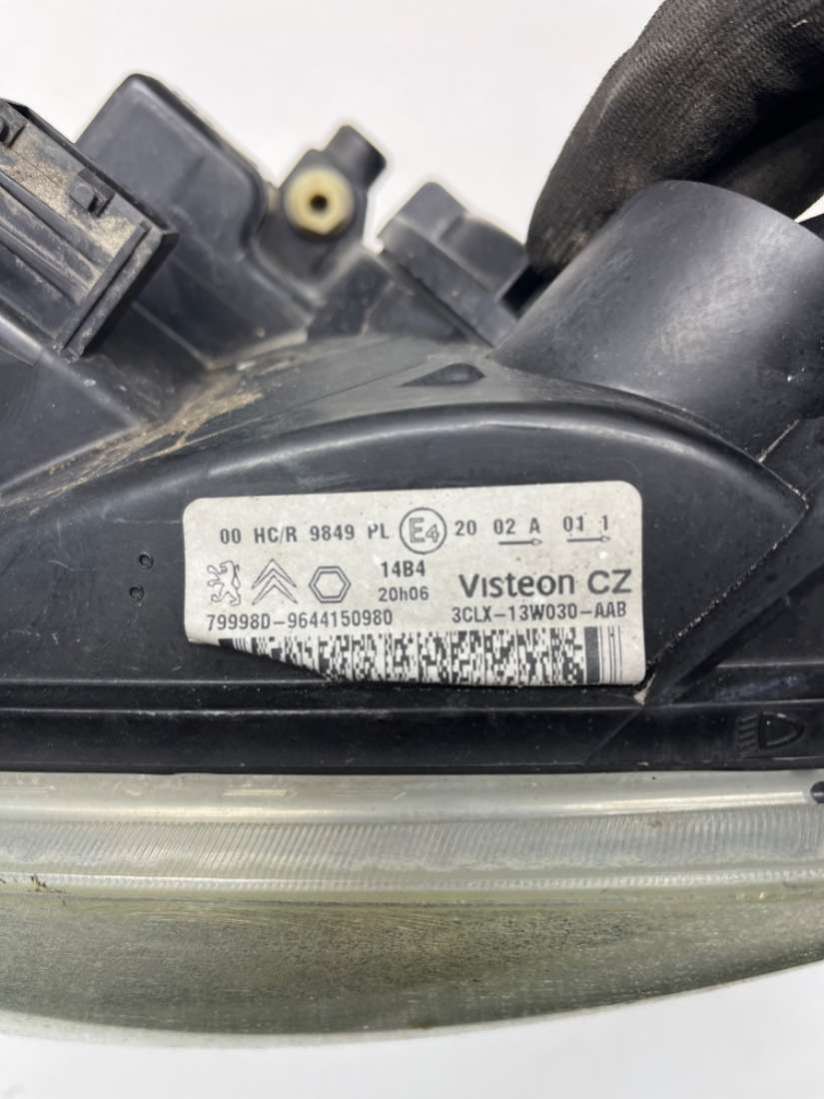 00 HC/R 9849 PL E4 20 02 A 01 1
14B4
20h06
Visteon CZ
79998D-9644150980
3CLX-13W030-AAB